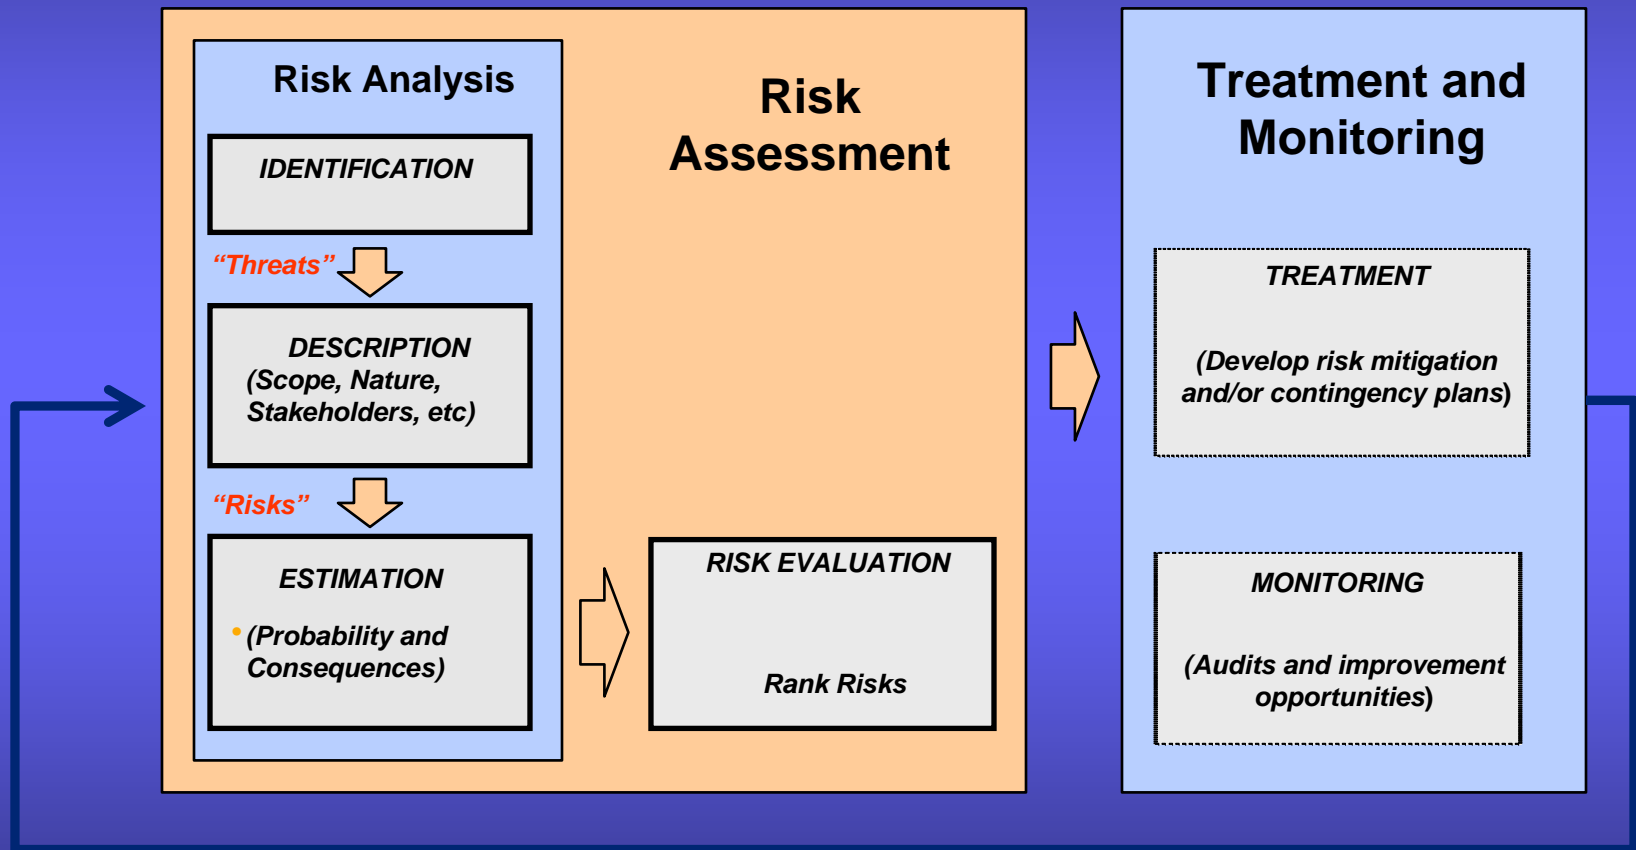 Risk Analysis
IDENTIFICATION
“Threats”
DESCRIPTION
(Scope, Nature,
Stakeholders, etc)
“Risks”
ESTIMATION
• (Probability and
Consequences)
Risk
Assessment
RISK EVALUATION
Rank Risks
Treatment and
Monitoring
TREATMENT
(Develop risk mitigation
and/or contingency plans)
MONITORING
(Audits and improvement
opportunities)